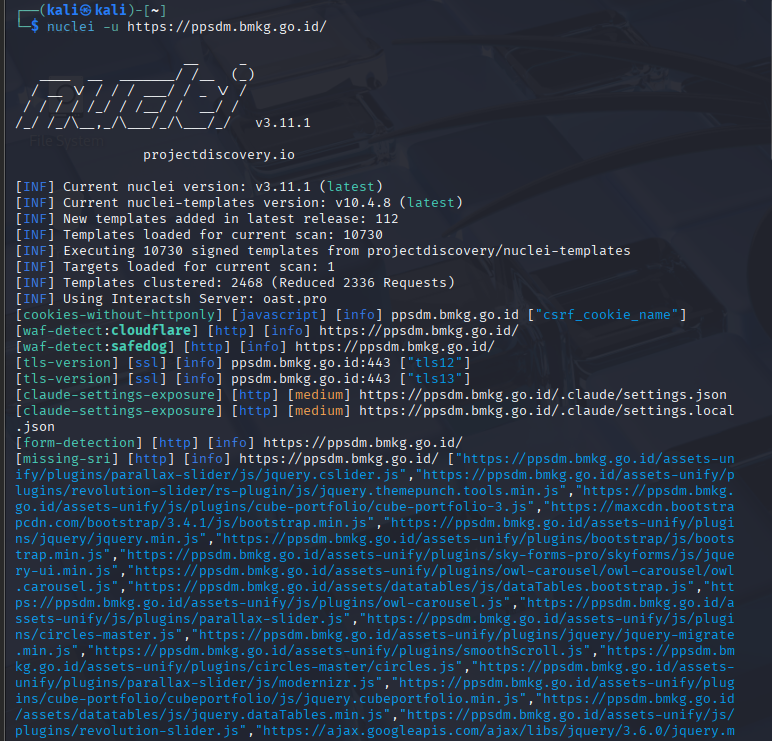 ┌──(kali㉿kali)-[~]
└─$ nuclei -u https://ppsdm.bmkg.go.id/
nuclei v3.11.1
projectdiscovery.io
[INF] Current nuclei version: v3.11.1 (latest)
[INF] Current nuclei-templates version: v10.4.8 (latest)
[INF] New templates added in latest release: 112
[INF] Templates loaded for current scan: 10730
[INF] Executing 10730 signed templates from projectdiscovery/nuclei-templates
[INF] Targets loaded for current scan: 1
[INF] Templates clustered: 2468 (Reduced 2336 Requests)
[INF] Using Interactsh Server: oast.pro
[cookies-without-httponly] [javascript] [info] ppsdm.bmkg.go.id ["csrf_cookie_name"]
[waf-detect:cloudflare] [http] [info] https://ppsdm.bmkg.go.id/
[waf-detect:safedog] [http] [info] https://ppsdm.bmkg.go.id/
[tls-version] [ssl] [info] ppsdm.bmkg.go.id:443 ["tls12"]
[tls-version] [ssl] [info] ppsdm.bmkg.go.id:443 ["tls13"]
[claude-settings-exposure] [http] [medium] https://ppsdm.bmkg.go.id/.claude/settings.json
[claude-settings-exposure] [http] [medium] https://ppsdm.bmkg.go.id/.claude/settings.local
.json
[form-detection] [http] [info] https://ppsdm.bmkg.go.id/
[missing-sri] [http] [info] https://ppsdm.bmkg.go.id/ ["https://ppsdm.bmkg.go.id/assets-un
ify/plugins/parallax-slider/js/jquery.cslider.js","https://ppsdm.bmkg.go.id/assets-unify/p
lugins/revolution-slider/rs-plugin/js/jquery.themepunch.tools.min.js","https://ppsdm.bmkg.
go.id/assets-unify/js/plugins/cube-portfolio/cube-portfolio-3.js","https://maxcdn.bootstra
pcdn.com/bootstrap/3.4.1/js/bootstrap.min.js","https://ppsdm.bmkg.go.id/assets-unify/plugi
ns/jquery/jquery.min.js","https://ppsdm.bmkg.go.id/assets-unify/plugins/bootstrap/js/boots
trap.min.js","https://ppsdm.bmkg.go.id/assets-unify/plugins/sky-forms-pro/skyforms/js/jque
ry-ui.min.js","https://ppsdm.bmkg.go.id/assets-unify/plugins/owl-carousel/owl-carousel/owl
.carousel.js","https://ppsdm.bmkg.go.id/assets/datatables/js/dataTables.bootstrap.js","htt
ps://ppsdm.bmkg.go.id/assets-unify/js/plugins/owl-carousel.js","https://ppsdm.bmkg.go.id/a
ssets-unify/js/plugins/parallax-slider.js","https://ppsdm.bmkg.go.id/assets-unify/js/plugi
ns/circles-master.js","https://ppsdm.bmkg.go.id/assets-unify/plugins/jquery/jquery-migrate
.min.js","https://ppsdm.bmkg.go.id/assets-unify/plugins/smoothScroll.js","https://ppsdm.bm
kg.go.id/assets-unify/plugins/circles-master/circles.js","https://ppsdm.bmkg.go.id/assets-
unify/plugins/parallax-slider/js/modernizr.js","https://ppsdm.bmkg.go.id/assets-unify/plug
ins/cube-portfolio/cubeportfolio/js/jquery.cubeportfolio.min.js","https://ppsdm.bmkg.go.id
/assets/datatables/js/jquery.dataTables.min.js","https://ppsdm.bmkg.go.id/assets-unify/js/
plugins/revolution-slider.js","https://ajax.googleapis.com/ajax/libs/jquery/3.6.0/jquery.m